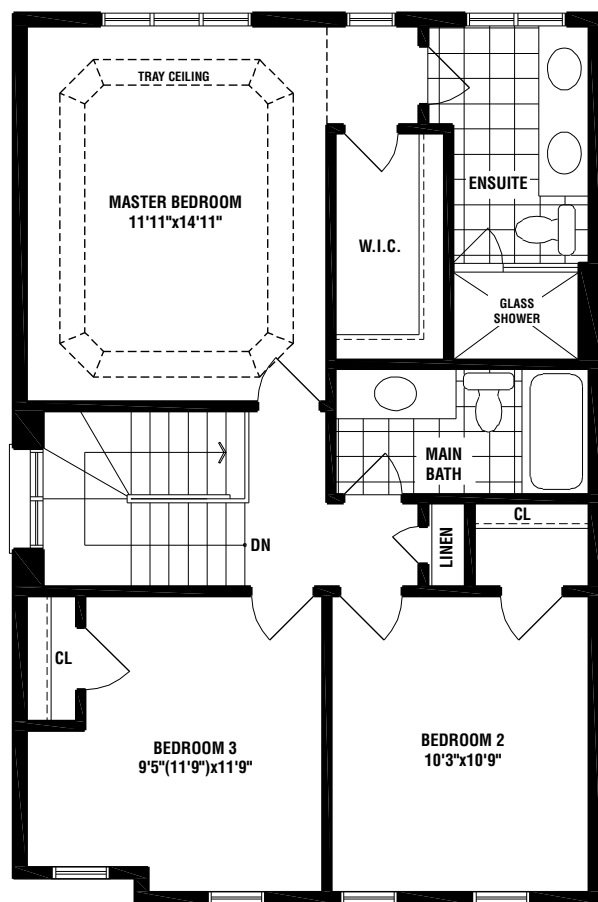 TRAY CEILING
MASTER BEDROOM
11'11"x14'11"
ENSUITE
W.I.C.
GLASS
SHOWER
MAIN
BATH
DN
LINEN
CL
CL
BEDROOM 3
9'5"(11'9")x11'9"
BEDROOM 2
10'3"x10'9"